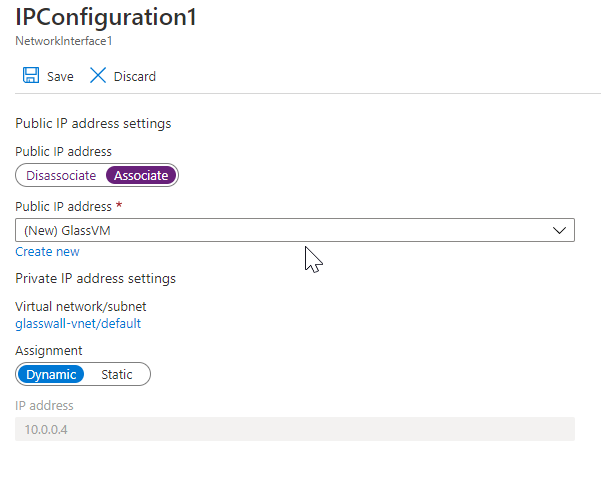 IPConfiguration1
NetworkInterface1
Save Discard
Public IP address settings
Public IP address
Disassociate Associate
Public IP address *
(New) GlassVM
Create new
Private IP address settings
Virtual network/subnet
glasswall-vnet/default
Assignment
Dynamic Static
IP address
10.0.0.4